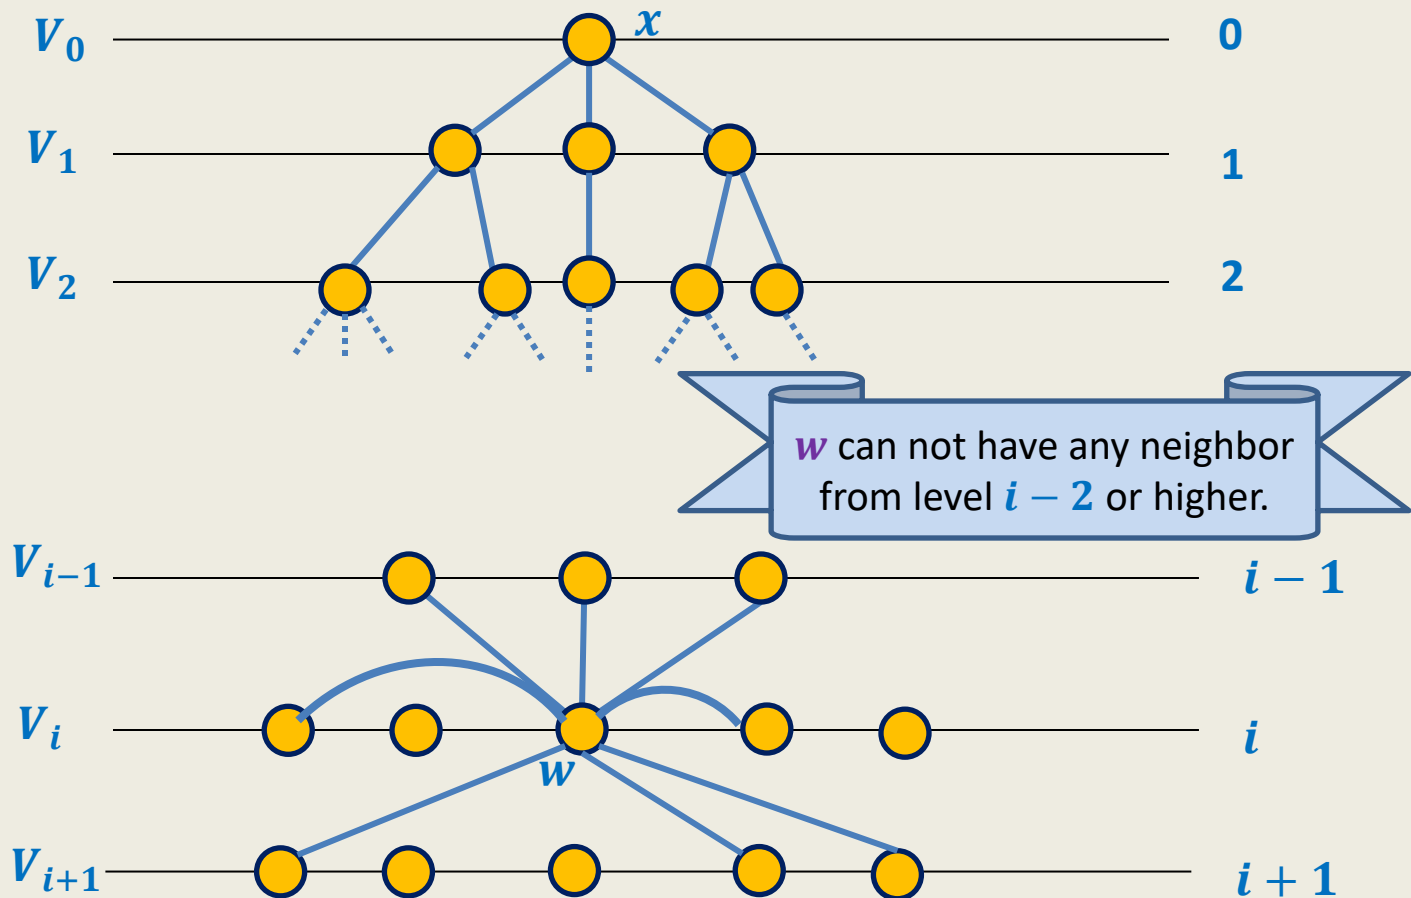 V₀ x 0
V₁ 1
V₂ 2
w can not have any neighbor
from level i − 2 or higher.
Vᵢ₋₁ i − 1
Vᵢ i
w
Vᵢ₊₁ i + 1